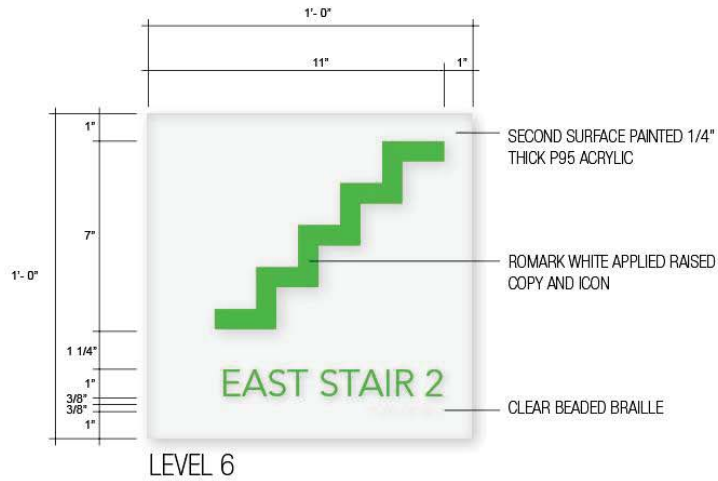 1'- 0"
11"
1"
1"
SECOND SURFACE PAINTED 1/4"
THICK P95 ACRYLIC
7"
1'- 0"
ROMARK WHITE APPLIED RAISED
COPY AND ICON
1 1/4"
1"
EAST STAIR 2
3/8"
3/8"
CLEAR BEADED BRAILLE
1"
LEVEL 6